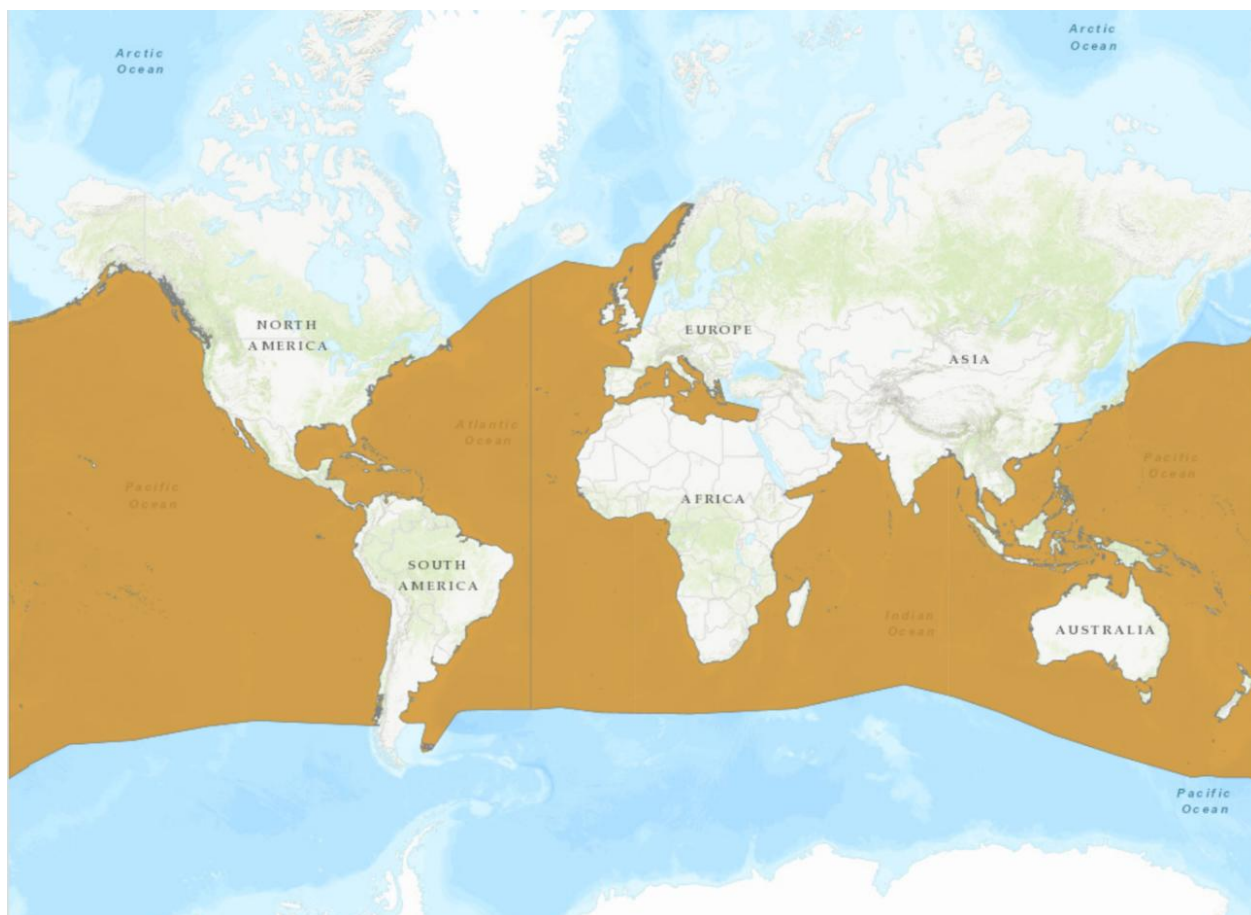 Arctic
Ocean
Arctic
Ocean
NORTH
AMERICA
EUROPE
ASIA
Atlantic
Ocean
Pacific
Ocean
Pacific
Ocean
AFRICA
SOUTH
AMERICA
Indian
Ocean
AUSTRALIA
Pacific
Ocean